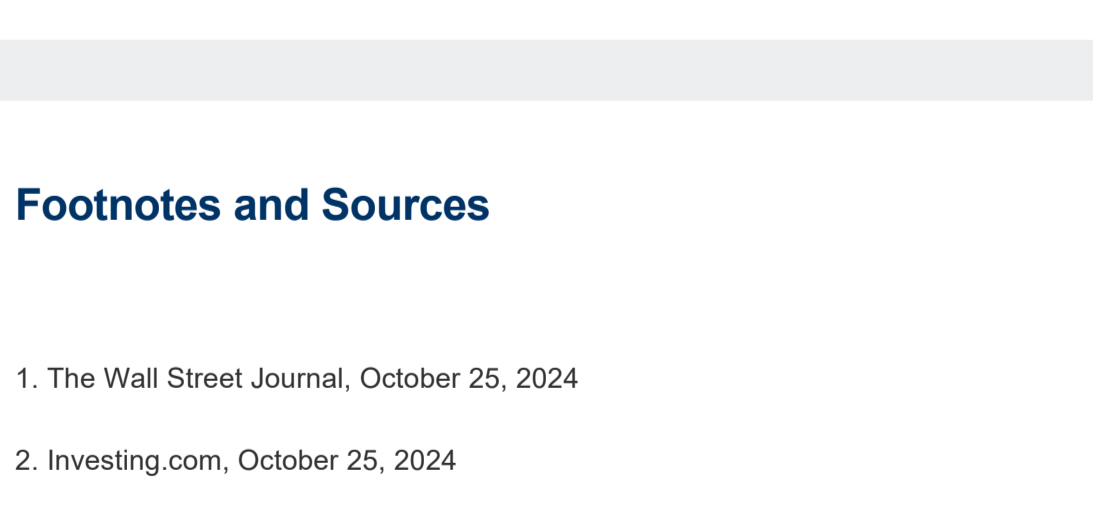 Footnotes and Sources
1. The Wall Street Journal, October 25, 2024
2. Investing.com, October 25, 2024